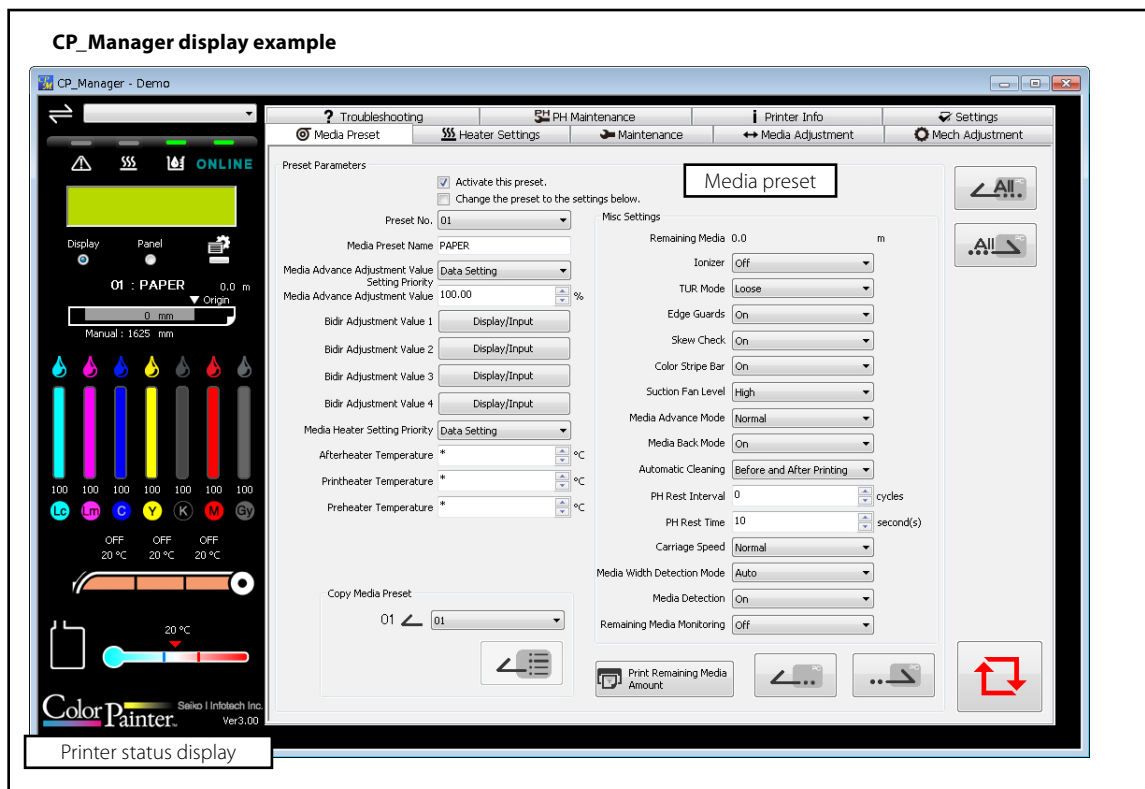 CP_Manager display example
CP_Manager - Demo
? Troubleshooting
PH PH Maintenance
i Printer Info
Settings
Media Preset
Heater Settings
Maintenance
Media Adjustment
Mech Adjustment
ONLINE
Display
Panel
01 : PAPER 0.0 m
Origin
0 mm
Manual : 1625 mm
100 100 100 100 100 100 100
Lc Lm C Y K M Gy
OFF OFF OFF
20 °C 20 °C 20 °C
20 °C
Color Painter™
Seiko I Infotech Inc.
Ver3.00
Printer status display
Preset Parameters
Activate this preset.
Change the preset to the settings below.
Media preset
Preset No. 01
Media Preset Name PAPER
Media Advance Adjustment Value
Setting Priority
Data Setting
Media Advance Adjustment Value 100.00 %
Bidir Adjustment Value 1 Display/Input
Bidir Adjustment Value 2 Display/Input
Bidir Adjustment Value 3 Display/Input
Bidir Adjustment Value 4 Display/Input
Media Heater Setting Priority Data Setting
Afterheater Temperature * °C
Printheater Temperature * °C
Preheater Temperature * °C
Copy Media Preset
01 01
Misc Settings
Remaining Media 0.0 m
Ionizer Off
TUR Mode Loose
Edge Guards On
Skew Check On
Color Stripe Bar On
Suction Fan Level High
Media Advance Mode Normal
Media Back Mode On
Automatic Cleaning Before and After Printing
PH Rest Interval 0 cycles
PH Rest Time 10 second(s)
Carriage Speed Normal
Media Width Detection Mode Auto
Media Detection On
Remaining Media Monitoring Off
Print Remaining Media
Amount
All
All